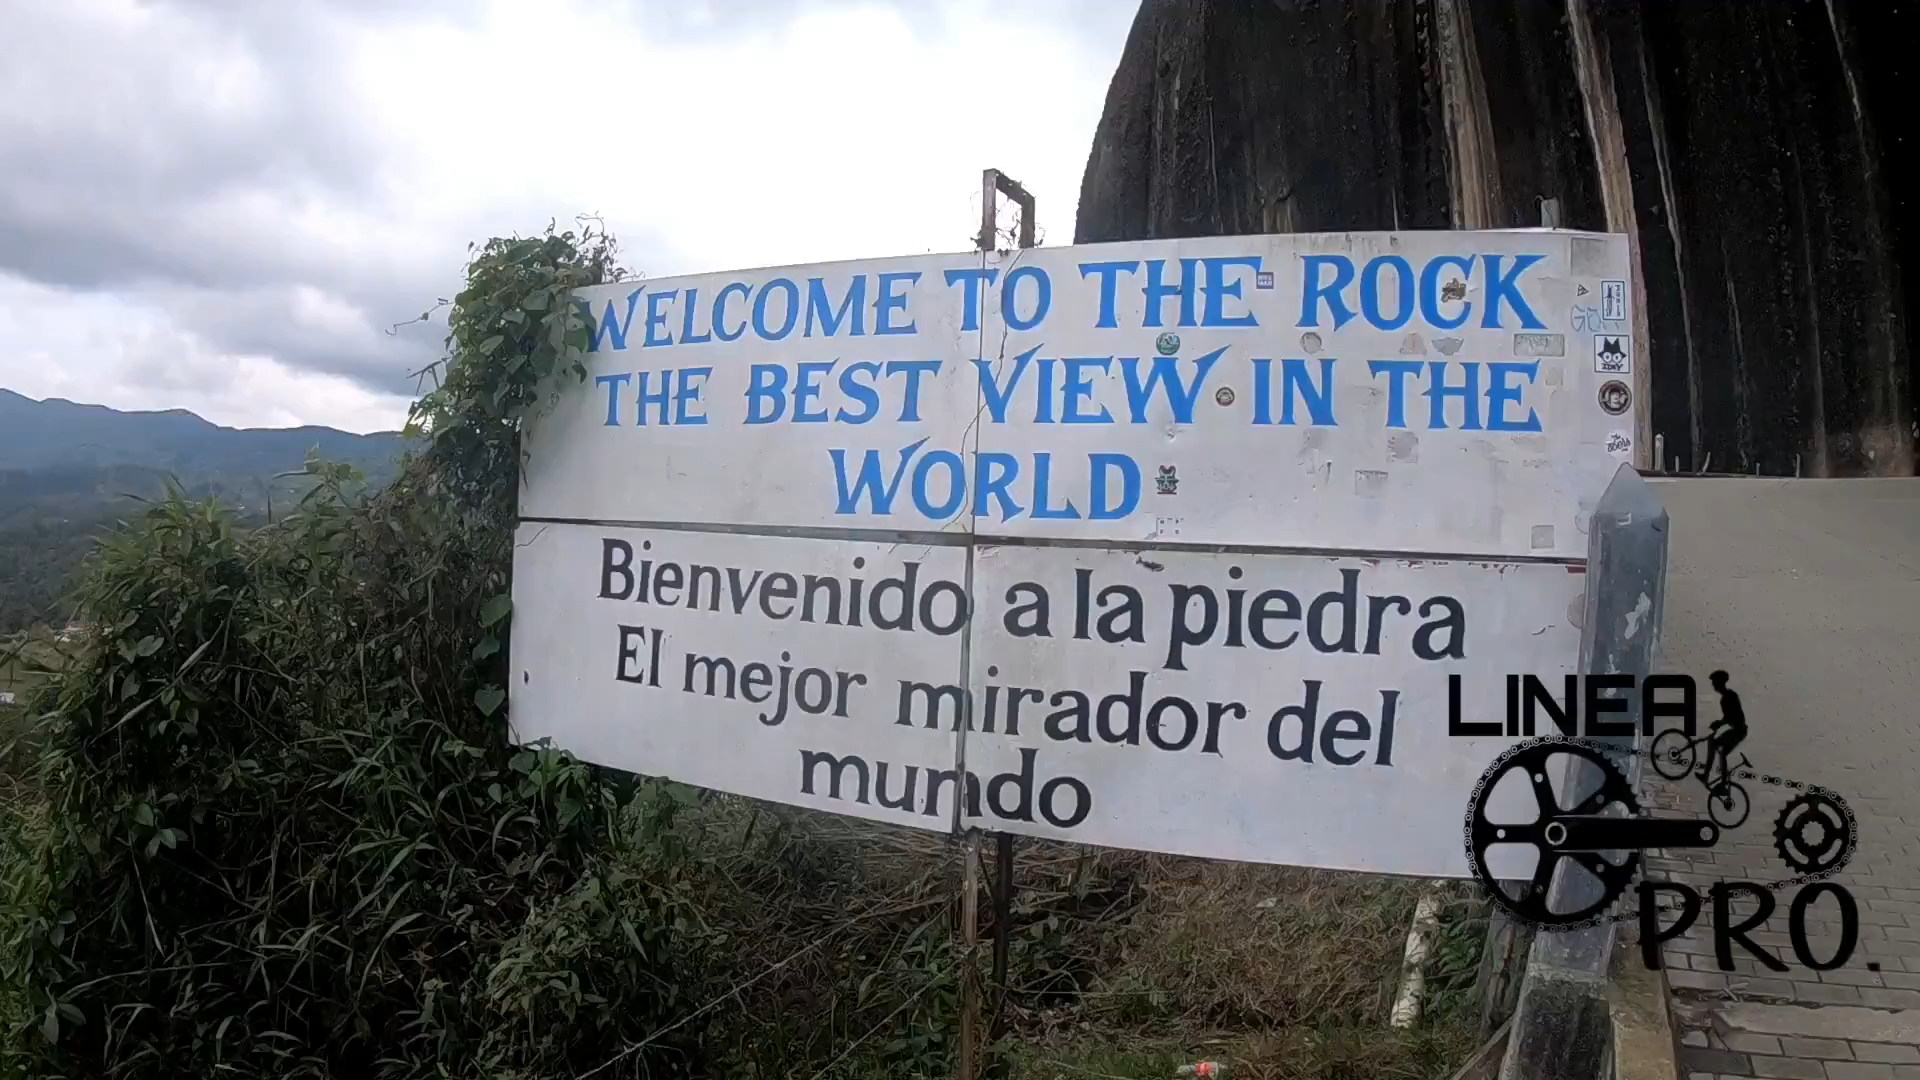 WELCOME TO THE ROCK
THE BEST VIEW IN THE
WORLD
Bienvenido a la piedra
El mejor mirador del
mundo
LINEA
PRO.